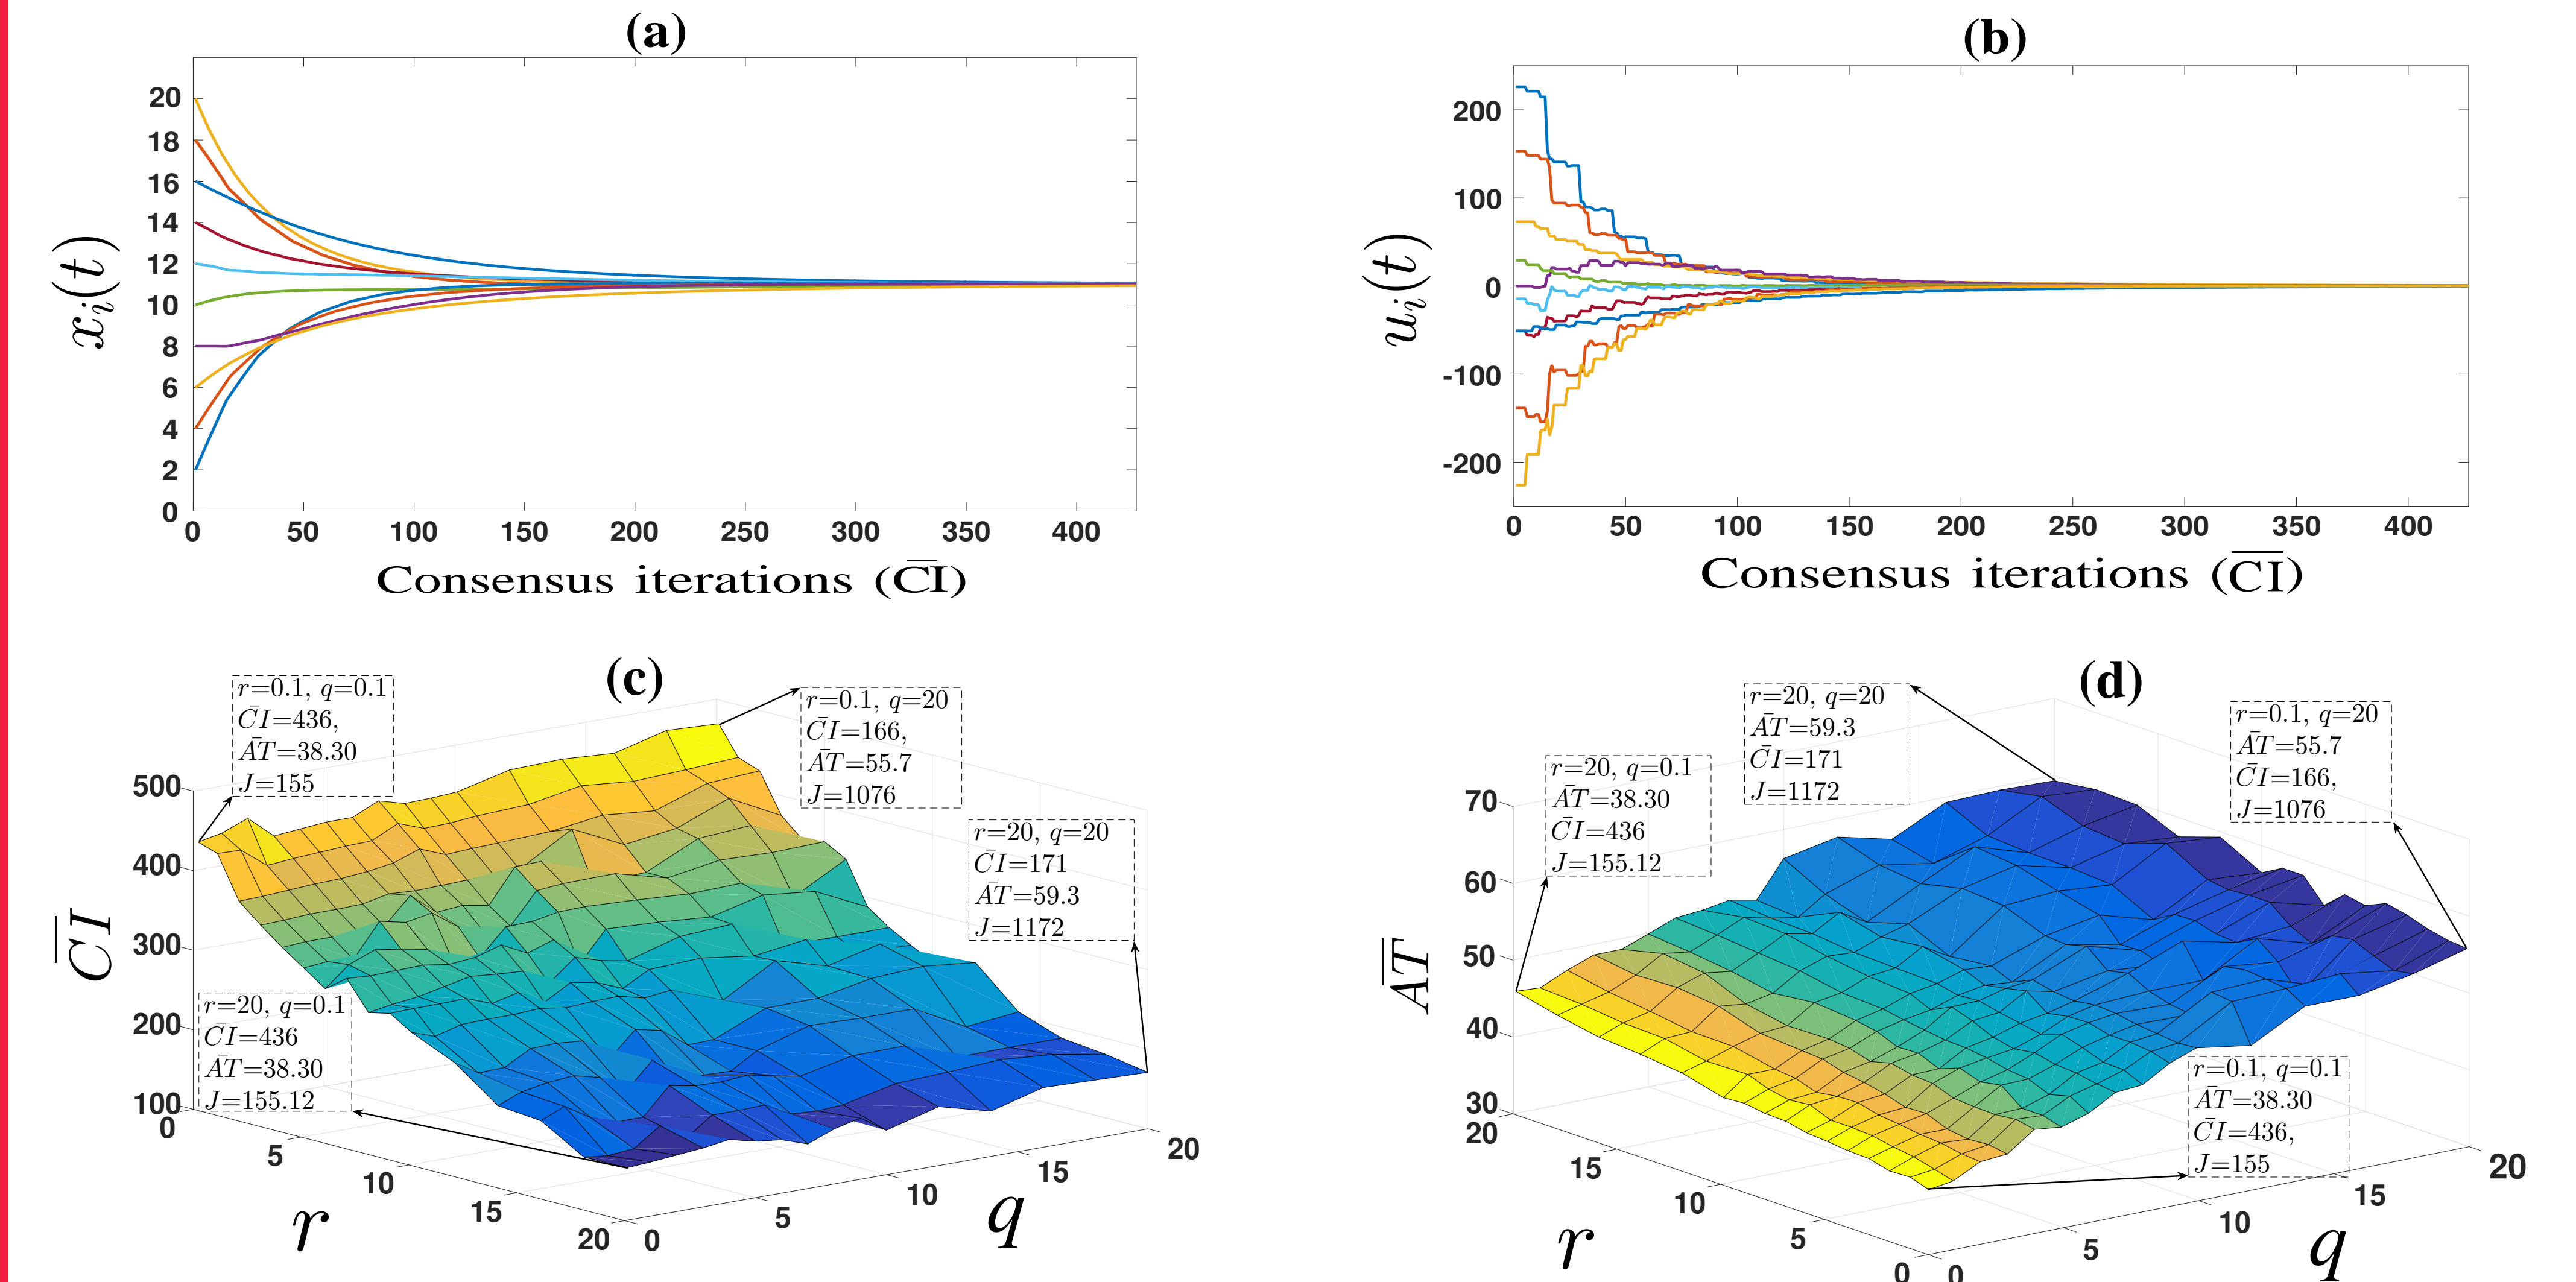 (a)
20
18
16
14
12
10
8
6
4
2
0
0 50 100 150 200 250 300 350 400
x_i(t)
Consensus iterations (C̅I̅)
(b)
200
100
0
-100
-200
0 50 100 150 200 250 300 350 400
u_i(t)
Consensus iterations (C̅I̅)
(c)
r=0.1, q=0.1
C̄I=436,
ĀT=38.30
J=155
r=0.1, q=20
C̄I=166,
ĀT=55.7
J=1076
r=20, q=20
C̄I=171
ĀT=59.3
J=1172
r=20, q=0.1
C̄I=436
ĀT=38.30
J=155.12
500
400
300
200
100
C̅I̅
0 5 10 15 20
r
0 5 10 15 20
q
(d)
r=20, q=20
ĀT=59.3
C̄I=171
J=1172
r=0.1, q=20
ĀT=55.7
C̄I=166,
J=1076
r=20, q=0.1
ĀT=38.30
C̄I=436
J=155.12
r=0.1, q=0.1
ĀT=38.30
C̄I=436,
J=155
70
60
50
40
30
A̅T̅
20 15 10 5 0
r
0 5 10 15 20
q